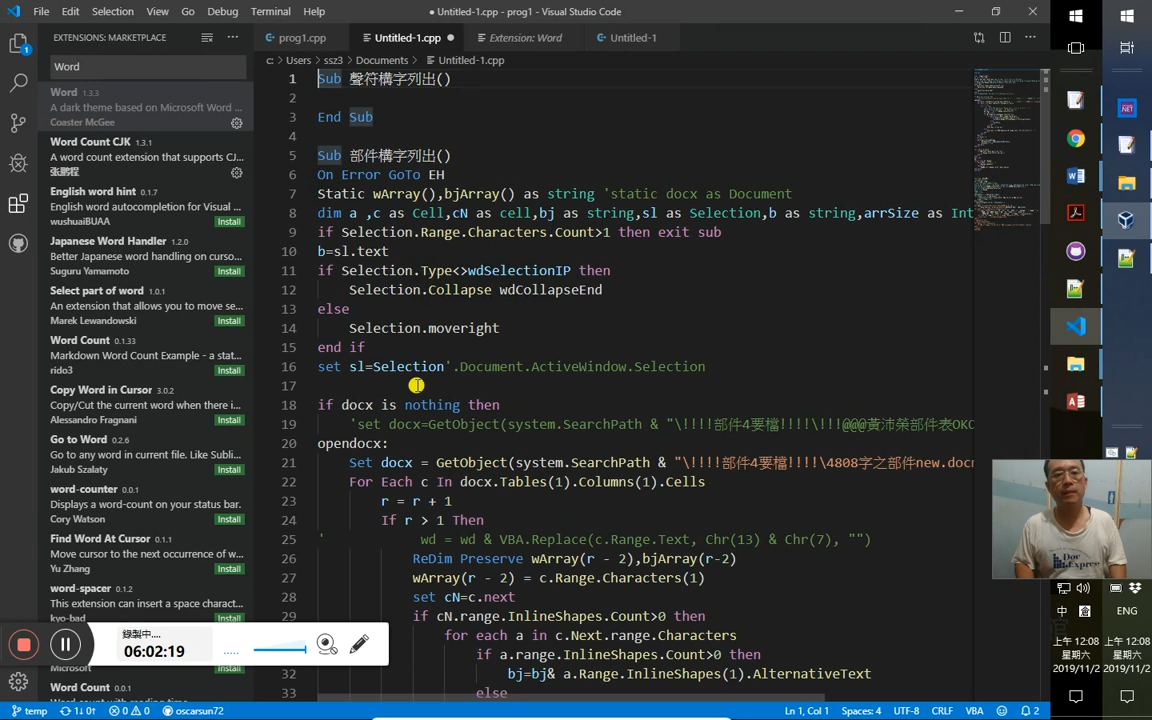 File Edit Selection View Go Debug Terminal Help
● Untitled-1.cpp - prog1 - Visual Studio Code
EXTENSIONS: MARKETPLACE
Word
Word 1.3.3
A dark theme based on Microsoft Word ...
Coaster McGee
Word Count CJK 1.3.1
A word count extension that supports CJ...
張鹏程
English word hint 0.1.7
English word autocompletion for Visual ...
wushuaiBUAA Install
Japanese Word Handler 1.2.0
Better Japanese word handling on curso...
Suguru Yamamoto Install
Select part of word 1.0.1
An extension that allows you to move se...
Marek Lewandowski Install
Word Count 0.1.33
Markdown Word Count Example - a stat...
rido3 Install
Copy Word in Cursor 3.0.2
Copy/Cut the current word when there i...
Alessandro Fragnani Install
Go to Word 0.2.6
Go to any word in current file. Like Subli...
Jakub Szalaty Install
word-counter 0.0.1
Displays a word-count on your status bar.
Cory Watson Install
Find Word At Cursor 0.1.1
Move cursor to the next occurrence of w...
Yu Zhang Install
word-spacer 0.1.2
This extension can insert a space charact...
kyo-bad Install
Microsoft Install
Word Count 0.0.1
prog1.cpp Untitled-1.cpp ● Extension: Word Untitled-1
c: > Users > ssz3 > Documents > Untitled-1.cpp
1 Sub 聲符構字列出()
2
3 End Sub
4
5 Sub 部件構字列出()
6 On Error GoTo EH
7 Static wArray(),bjArray() as string 'static docx as Document
8 dim a ,c as Cell,cN as cell,bj as string,sl as Selection,b as string,arrSize as Int
9 if Selection.Range.Characters.Count>1 then exit sub
10 b=sl.text
11 if Selection.Type<>wdSelectionIP then
12 Selection.Collapse wdCollapseEnd
13 else
14 Selection.moveright
15 end if
16 set sl=Selection'.Document.ActiveWindow.Selection
17
18 if docx is nothing then
19 'set docx=GetObject(system.SearchPath & "\!!!!部件4要檔!!!!\!!!@@@黃沛榮部件表OKC
20 opendocx:
21 Set docx = GetObject(system.SearchPath & "\!!!!部件4要檔!!!!\4808字之部件new.docm
22 For Each c In docx.Tables(1).Columns(1).Cells
23 r = r + 1
24 If r > 1 Then
25 ' wd = wd & VBA.Replace(c.Range.Text, Chr(13) & Chr(7), "")
26 ReDim Preserve wArray(r - 2),bjArray(r-2)
27 wArray(r - 2) = c.Range.Characters(1)
28 set cN=c.next
29 if cN.range.InlineShapes.Count>0 then
for each a in c.Next.range.Characters
if a.range.InlineShapes.Count>0 then
32 bj=bj& a.Range.InlineShapes(1).AlternativeText
33 else
錄製中....
06:02:19
temp 1↓ 0↑ 0 0 oscarsun72
Ln 1, Col 1 Spaces: 4 UTF-8 CRLF VBA 2
中 倉 ENG
上午 12:08 上午 12:08
星期六 星期六
2019/11/2 2019/11/2